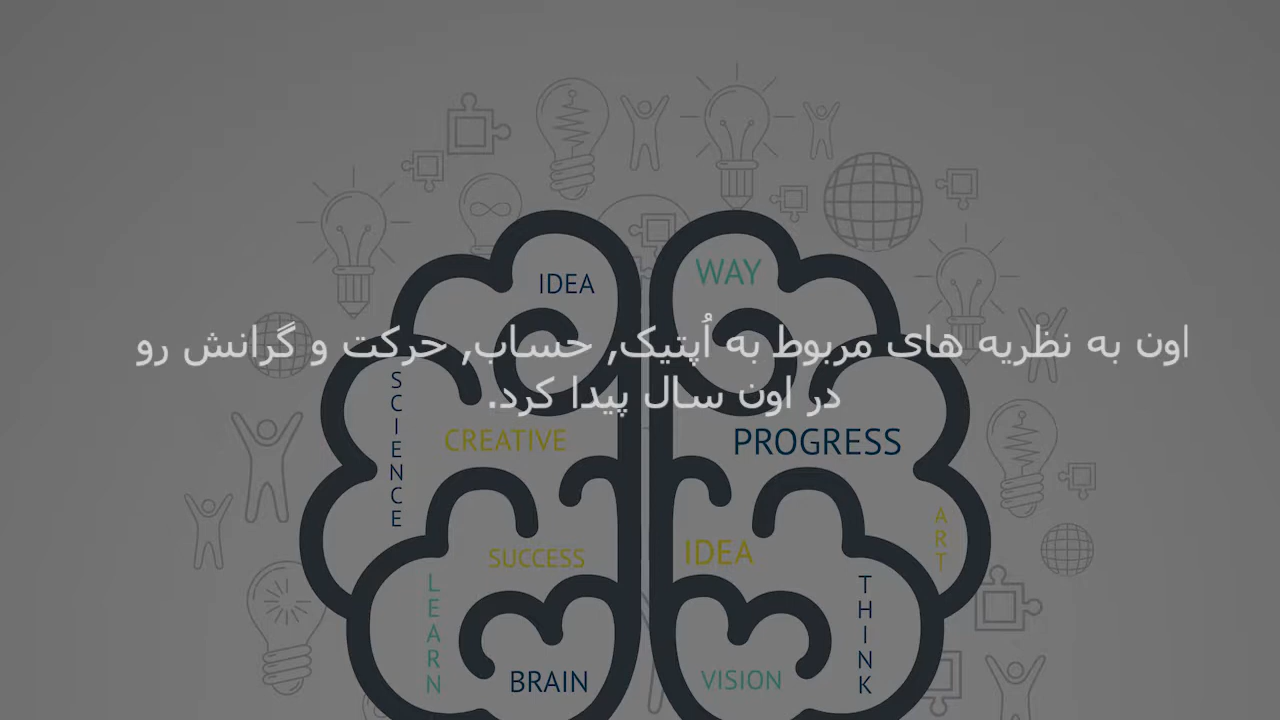 IDEA
WAY
اون به نظریه های مربوط به اُپتیک, حساب, حرکت و گرانش رو
در اون سال پیدا کرد.
SCIENCE
CREATIVE
PROGRESS
ART
SUCCESS
IDEA
LEARN
THINK
BRAIN
VISION